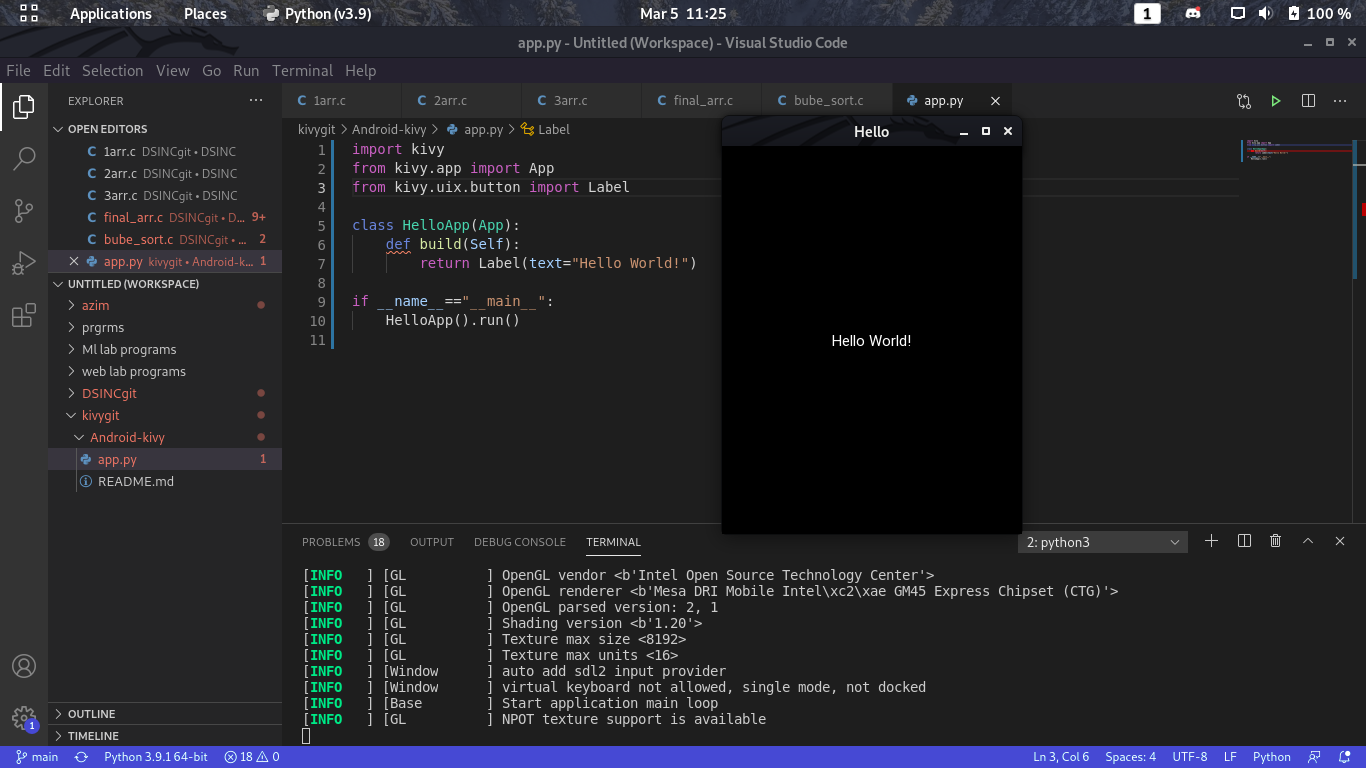 Applications Places Python (v3.9) Mar 5 11:25 1 100 %
app.py - Untitled (Workspace) - Visual Studio Code
File Edit Selection View Go Run Terminal Help
EXPLORER
OPEN EDITORS
1arr.c DSINCgit • DSINC
2arr.c DSINCgit • DSINC
3arr.c DSINCgit • DSINC
final_arr.c DSINCgit • D... 9+
bube_sort.c DSINCgit • ... 2
app.py kivygit • Android-k... 1
UNTITLED (WORKSPACE)
azim
prgrms
Ml lab programs
web lab programs
DSINCgit
kivygit
Android-kivy
app.py 1
README.md
OUTLINE
TIMELINE
1
C 1arr.c C 2arr.c C 3arr.c C final_arr.c C bube_sort.c app.py
kivygit > Android-kivy > app.py > Label
1 import kivy
2 from kivy.app import App
3 from kivy.uix.button import Label
4
5 class HelloApp(App):
6 def build(Self):
7 return Label(text="Hello World!")
8
9 if __name__=="__main__":
10 HelloApp().run()
11
Hello
Hello World!
PROBLEMS 18 OUTPUT DEBUG CONSOLE TERMINAL 2: python3
[INFO   ] [GL          ] OpenGL vendor <b'Intel Open Source Technology Center'>
[INFO   ] [GL          ] OpenGL renderer <b'Mesa DRI Mobile Intel\xc2\xae GM45 Express Chipset (CTG)'>
[INFO   ] [GL          ] OpenGL parsed version: 2, 1
[INFO   ] [GL          ] Shading version <b'1.20'>
[INFO   ] [GL          ] Texture max size <8192>
[INFO   ] [GL          ] Texture max units <16>
[INFO   ] [Window      ] auto add sdl2 input provider
[INFO   ] [Window      ] virtual keyboard not allowed, single mode, not docked
[INFO   ] [Base        ] Start application main loop
[INFO   ] [GL          ] NPOT texture support is available
main Python 3.9.1 64-bit 18 0 Ln 3, Col 6 Spaces: 4 UTF-8 LF Python